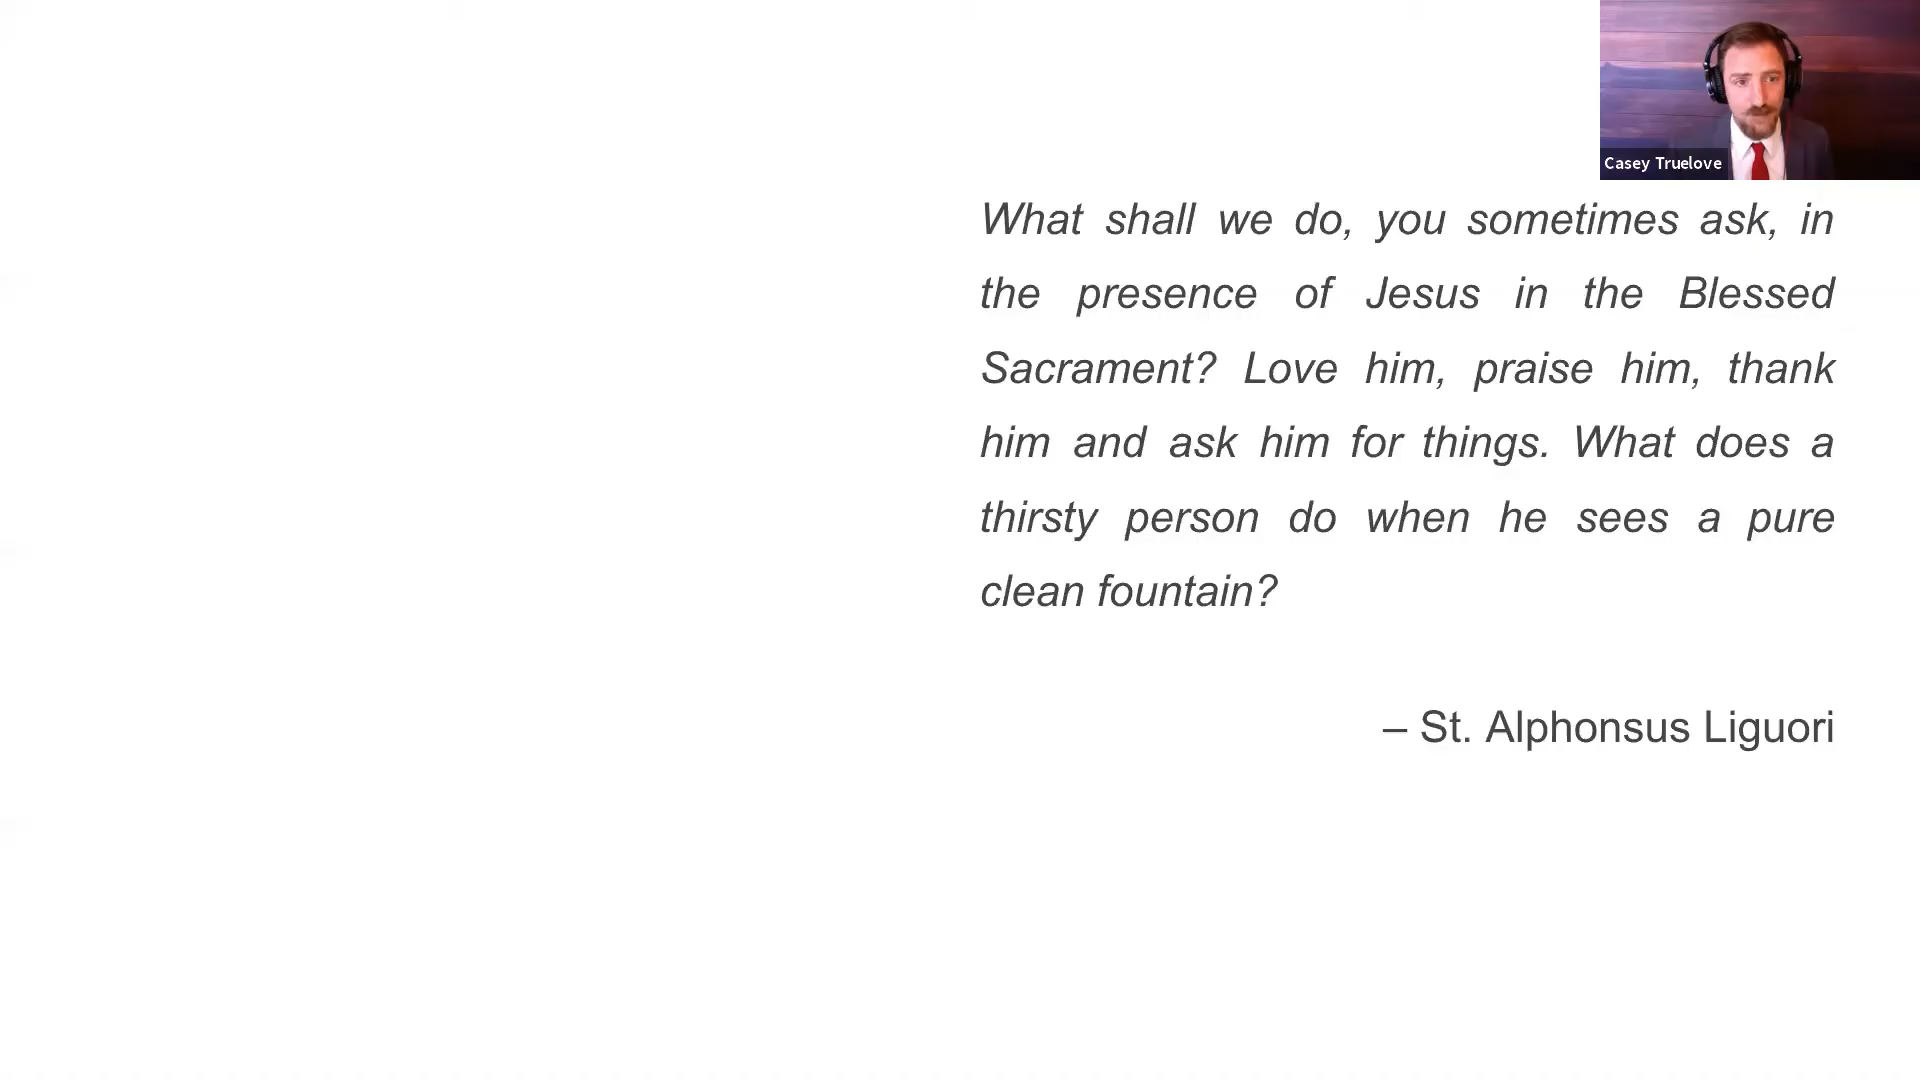 Casey Truelove
What shall we do, you sometimes ask, in
the presence of Jesus in the Blessed
Sacrament? Love him, praise him, thank
him and ask him for things. What does a
thirsty person do when he sees a pure
clean fountain?
– St. Alphonsus Liguori